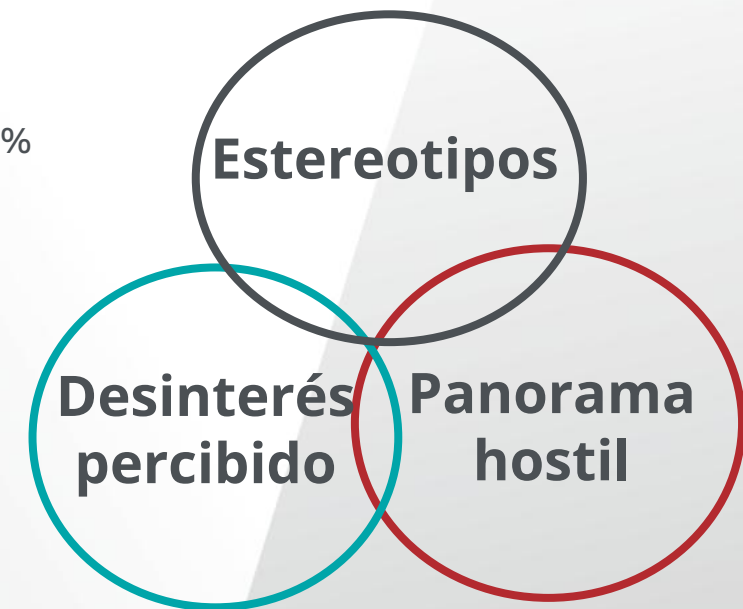 %
Estereotipos
Desinterés
percibido
Panorama
hostil